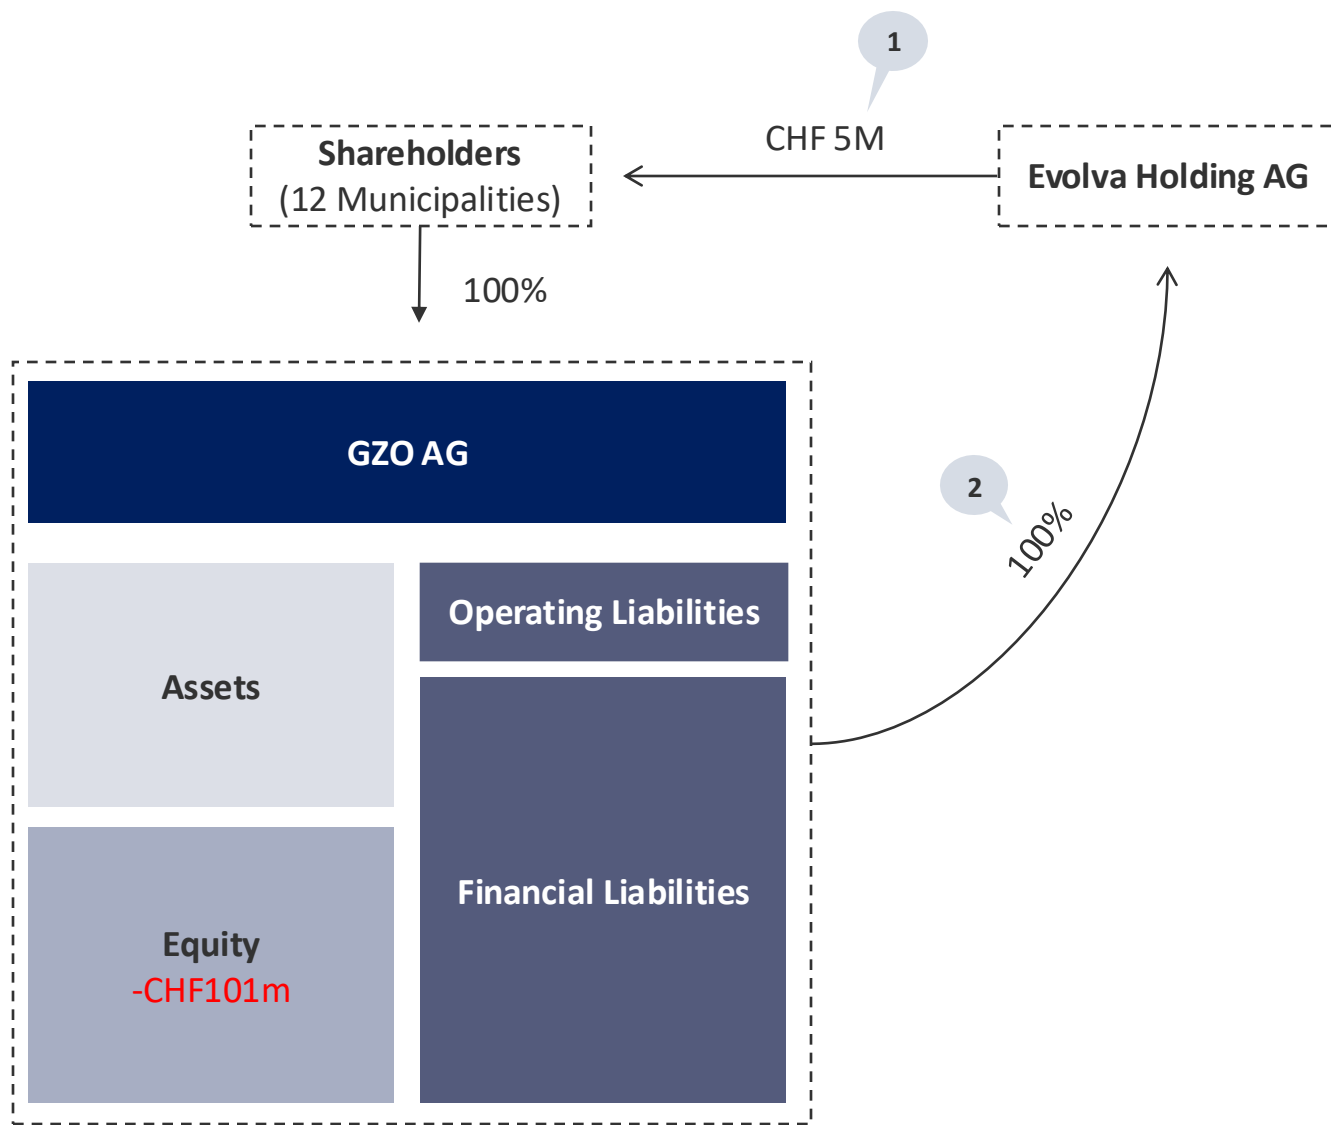 1
CHF 5M
Shareholders
(12 Municipalities)
Evolva Holding AG
100%
GZO AG
2
100%
Operating Liabilities
Assets
Financial Liabilities
Equity
-CHF101m